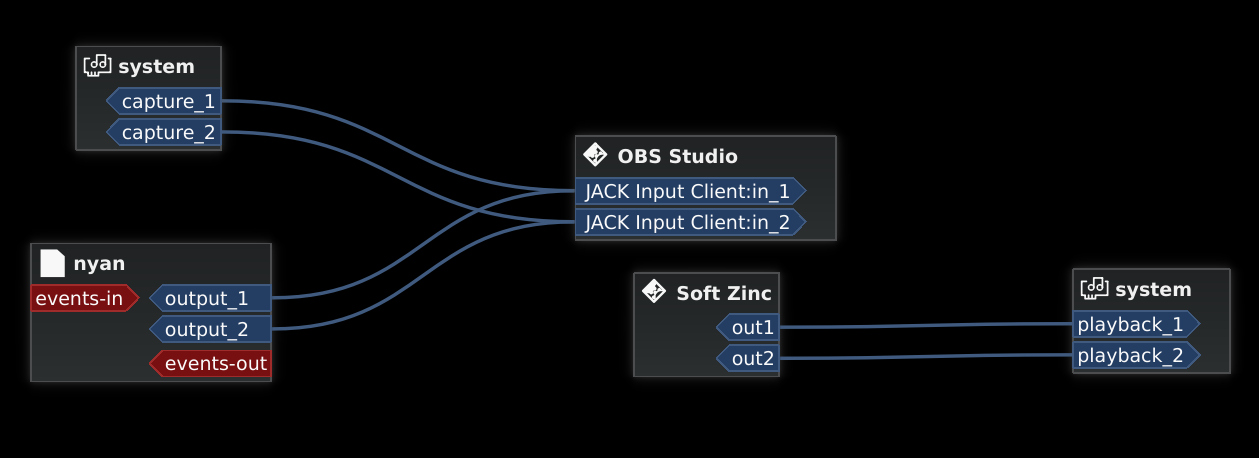 system
capture_1
capture_2
OBS Studio
JACK Input Client:in_1
JACK Input Client:in_2
nyan
events-in
output_1
output_2
events-out
Soft Zinc
out1
out2
system
playback_1
playback_2